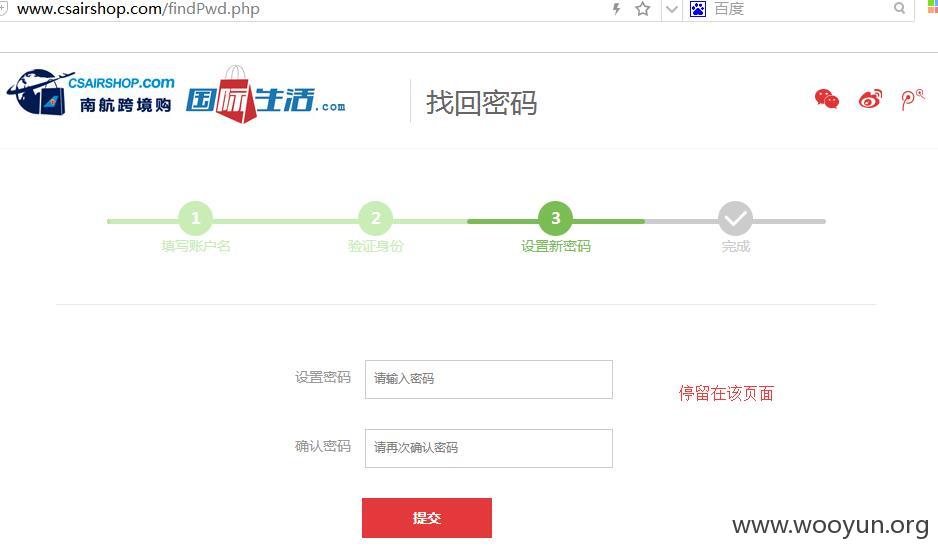 www.csairshop.com/findPwd.php
百度
CSAIRSHOP.com
南航跨境购
国际生活.com
找回密码
1
2
3
填写账户名
验证身份
设置新密码
完成
设置密码
请输入密码
停留在该页面
确认密码
请再次确认密码
提交
www.wooyun.org